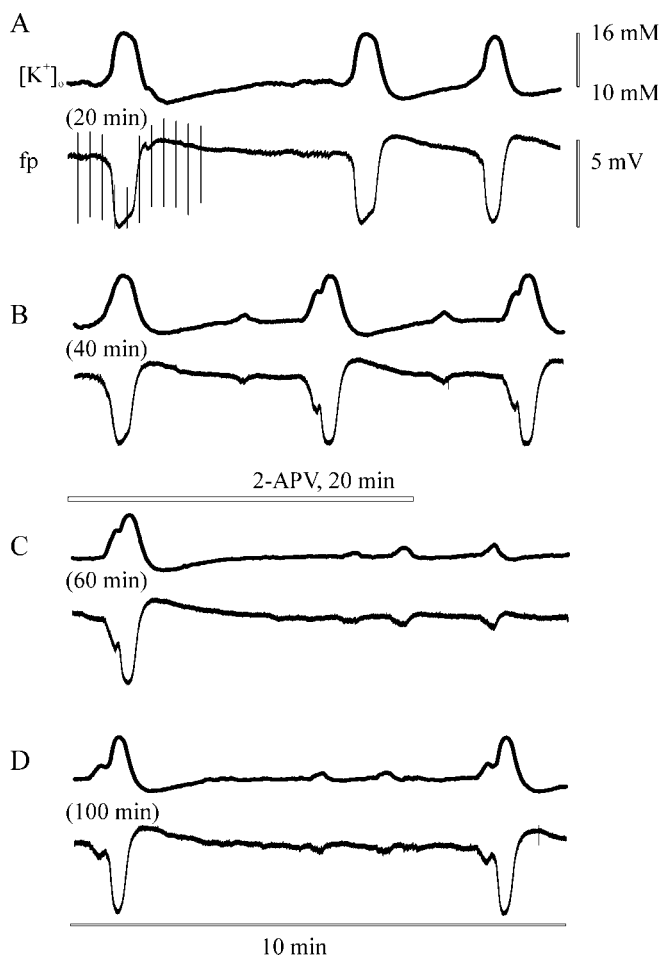 A
16 mM
[K⁺]ₒ
10 mM
(20 min)
fp
5 mV
B
(40 min)
2-APV, 20 min
C
(60 min)
D
(100 min)
10 min